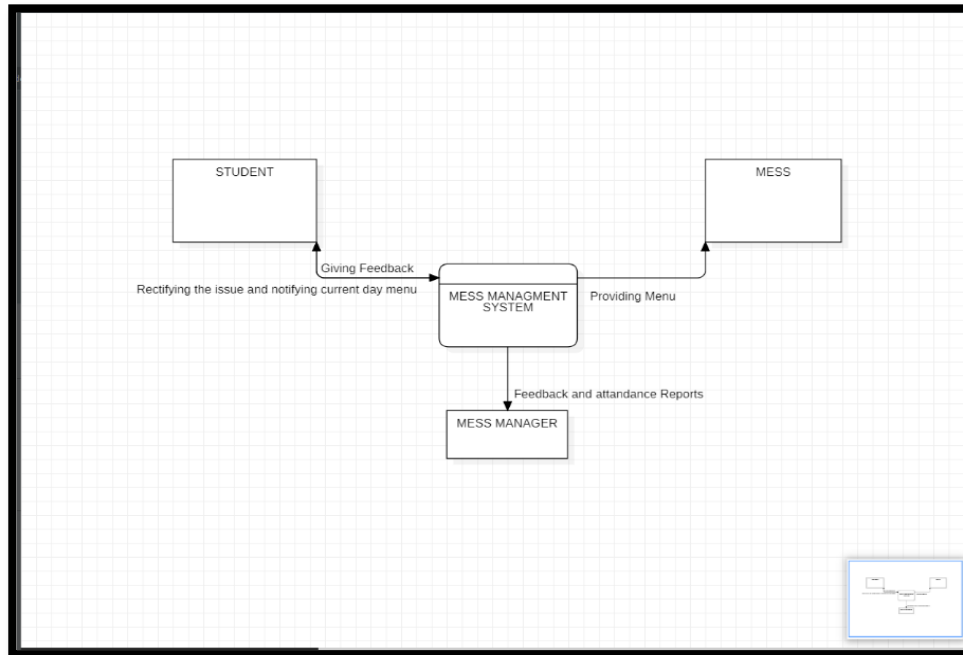 STUDENT
MESS
Giving Feedback
Rectifying the issue and notifying current day menu
MESS MANAGMENT
SYSTEM
Providing Menu
Feedback and attandance Reports
MESS MANAGER